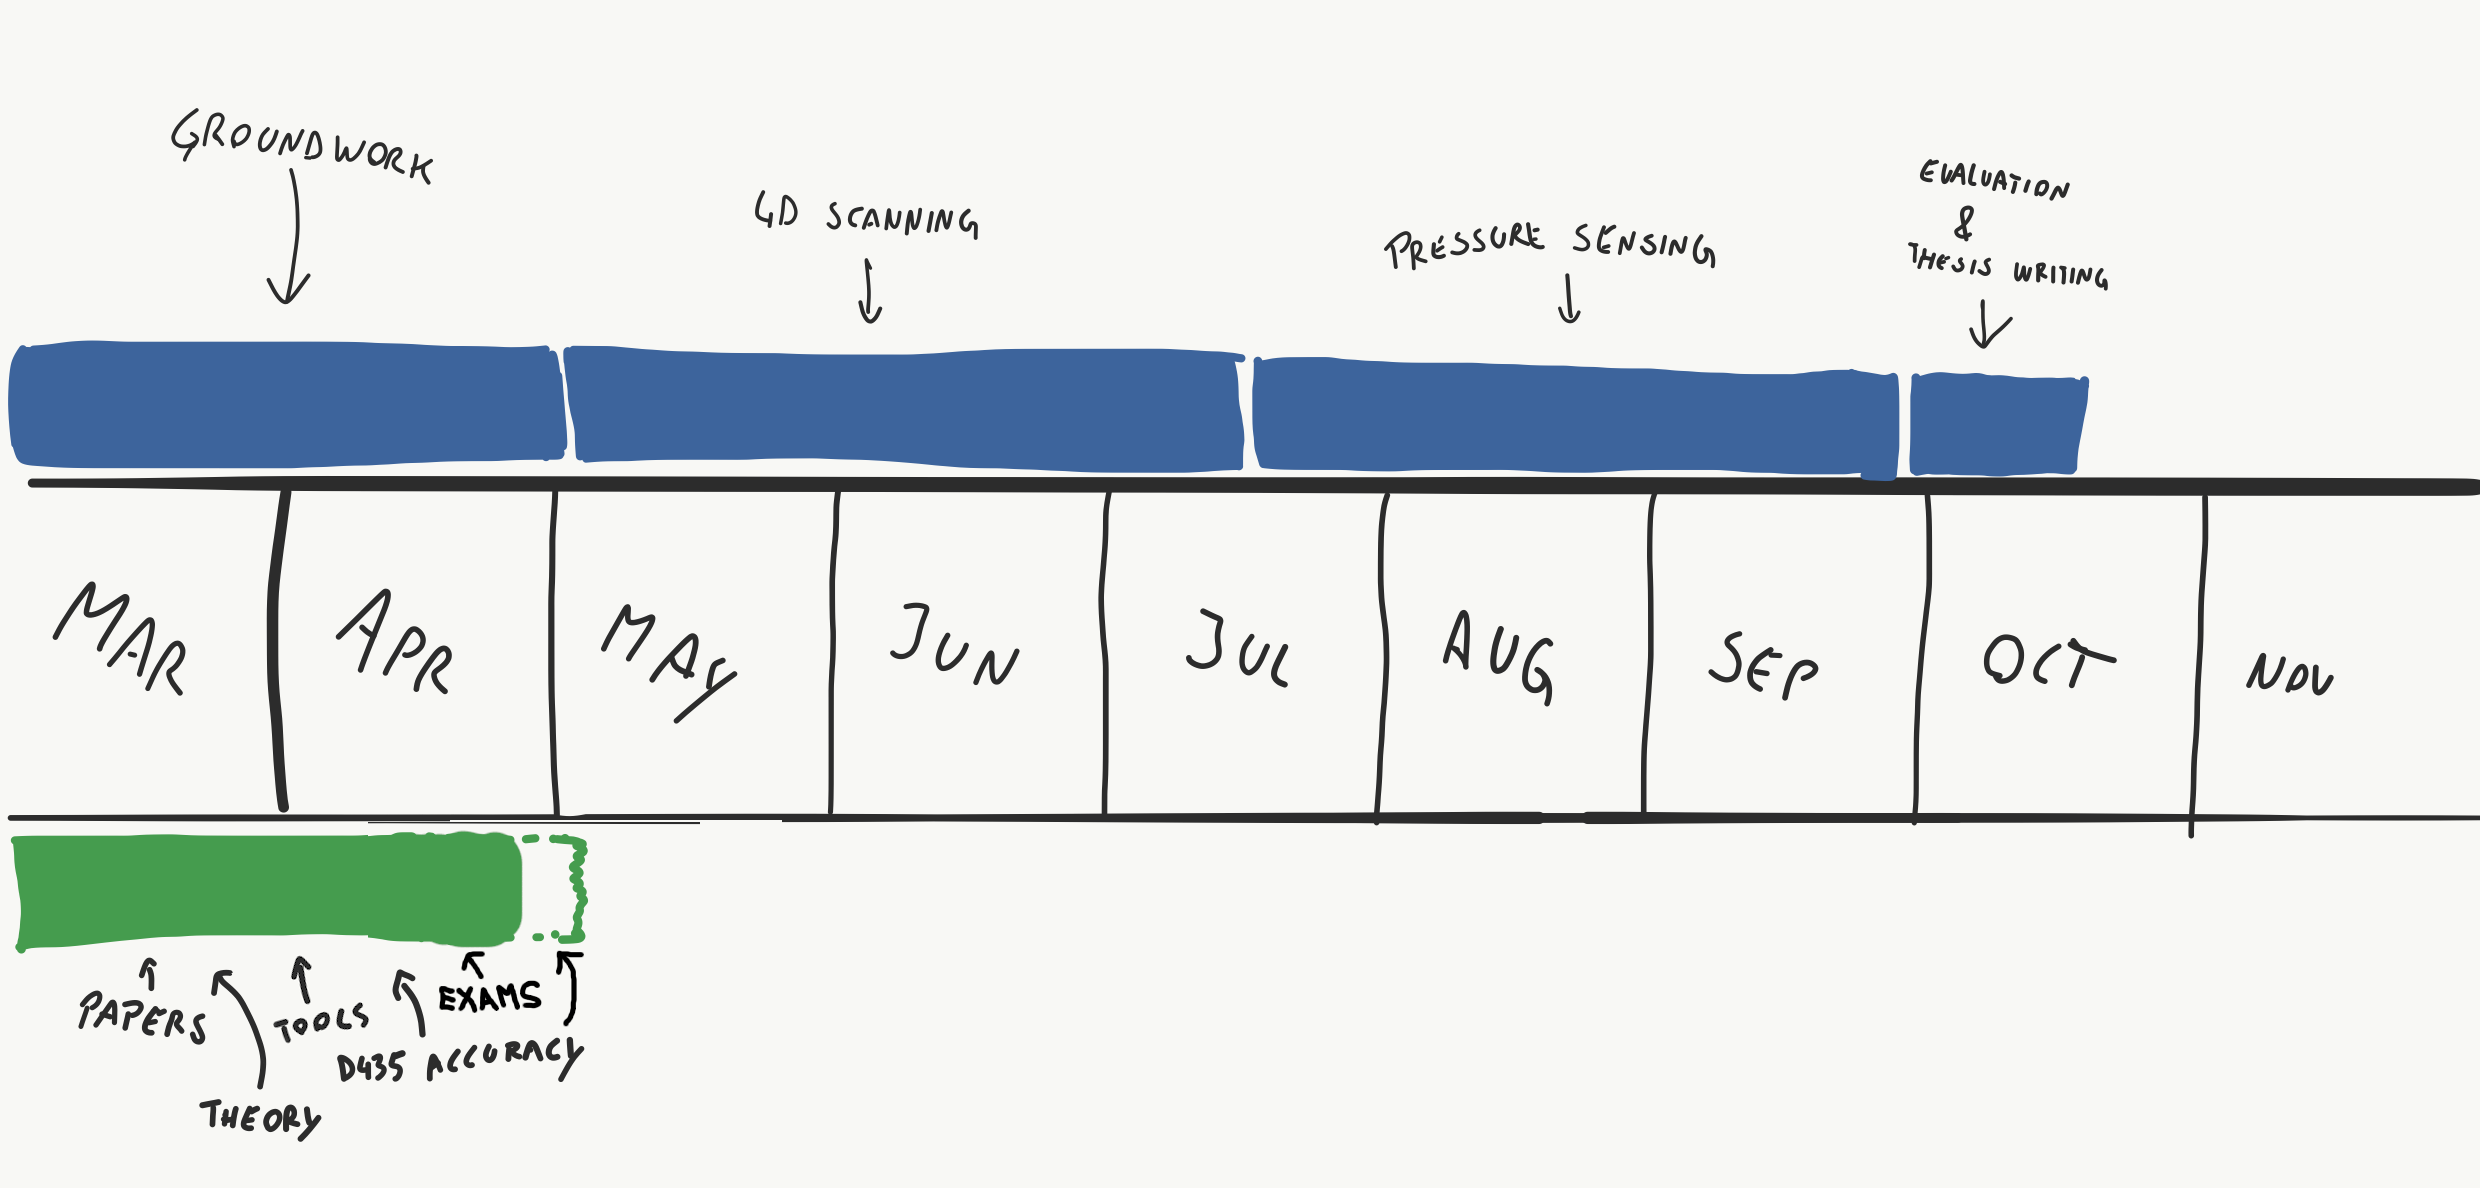 GROUNDWORK
4D SCANNING
PRESSURE SENSING
EVALUATION
&
THESIS WRITING
MAR
APR
MAY
JUN
JUL
AUG
SEP
OCT
NOV
PAPERS
THEORY
TOOLS
D435 ACCURACY
EXAMS